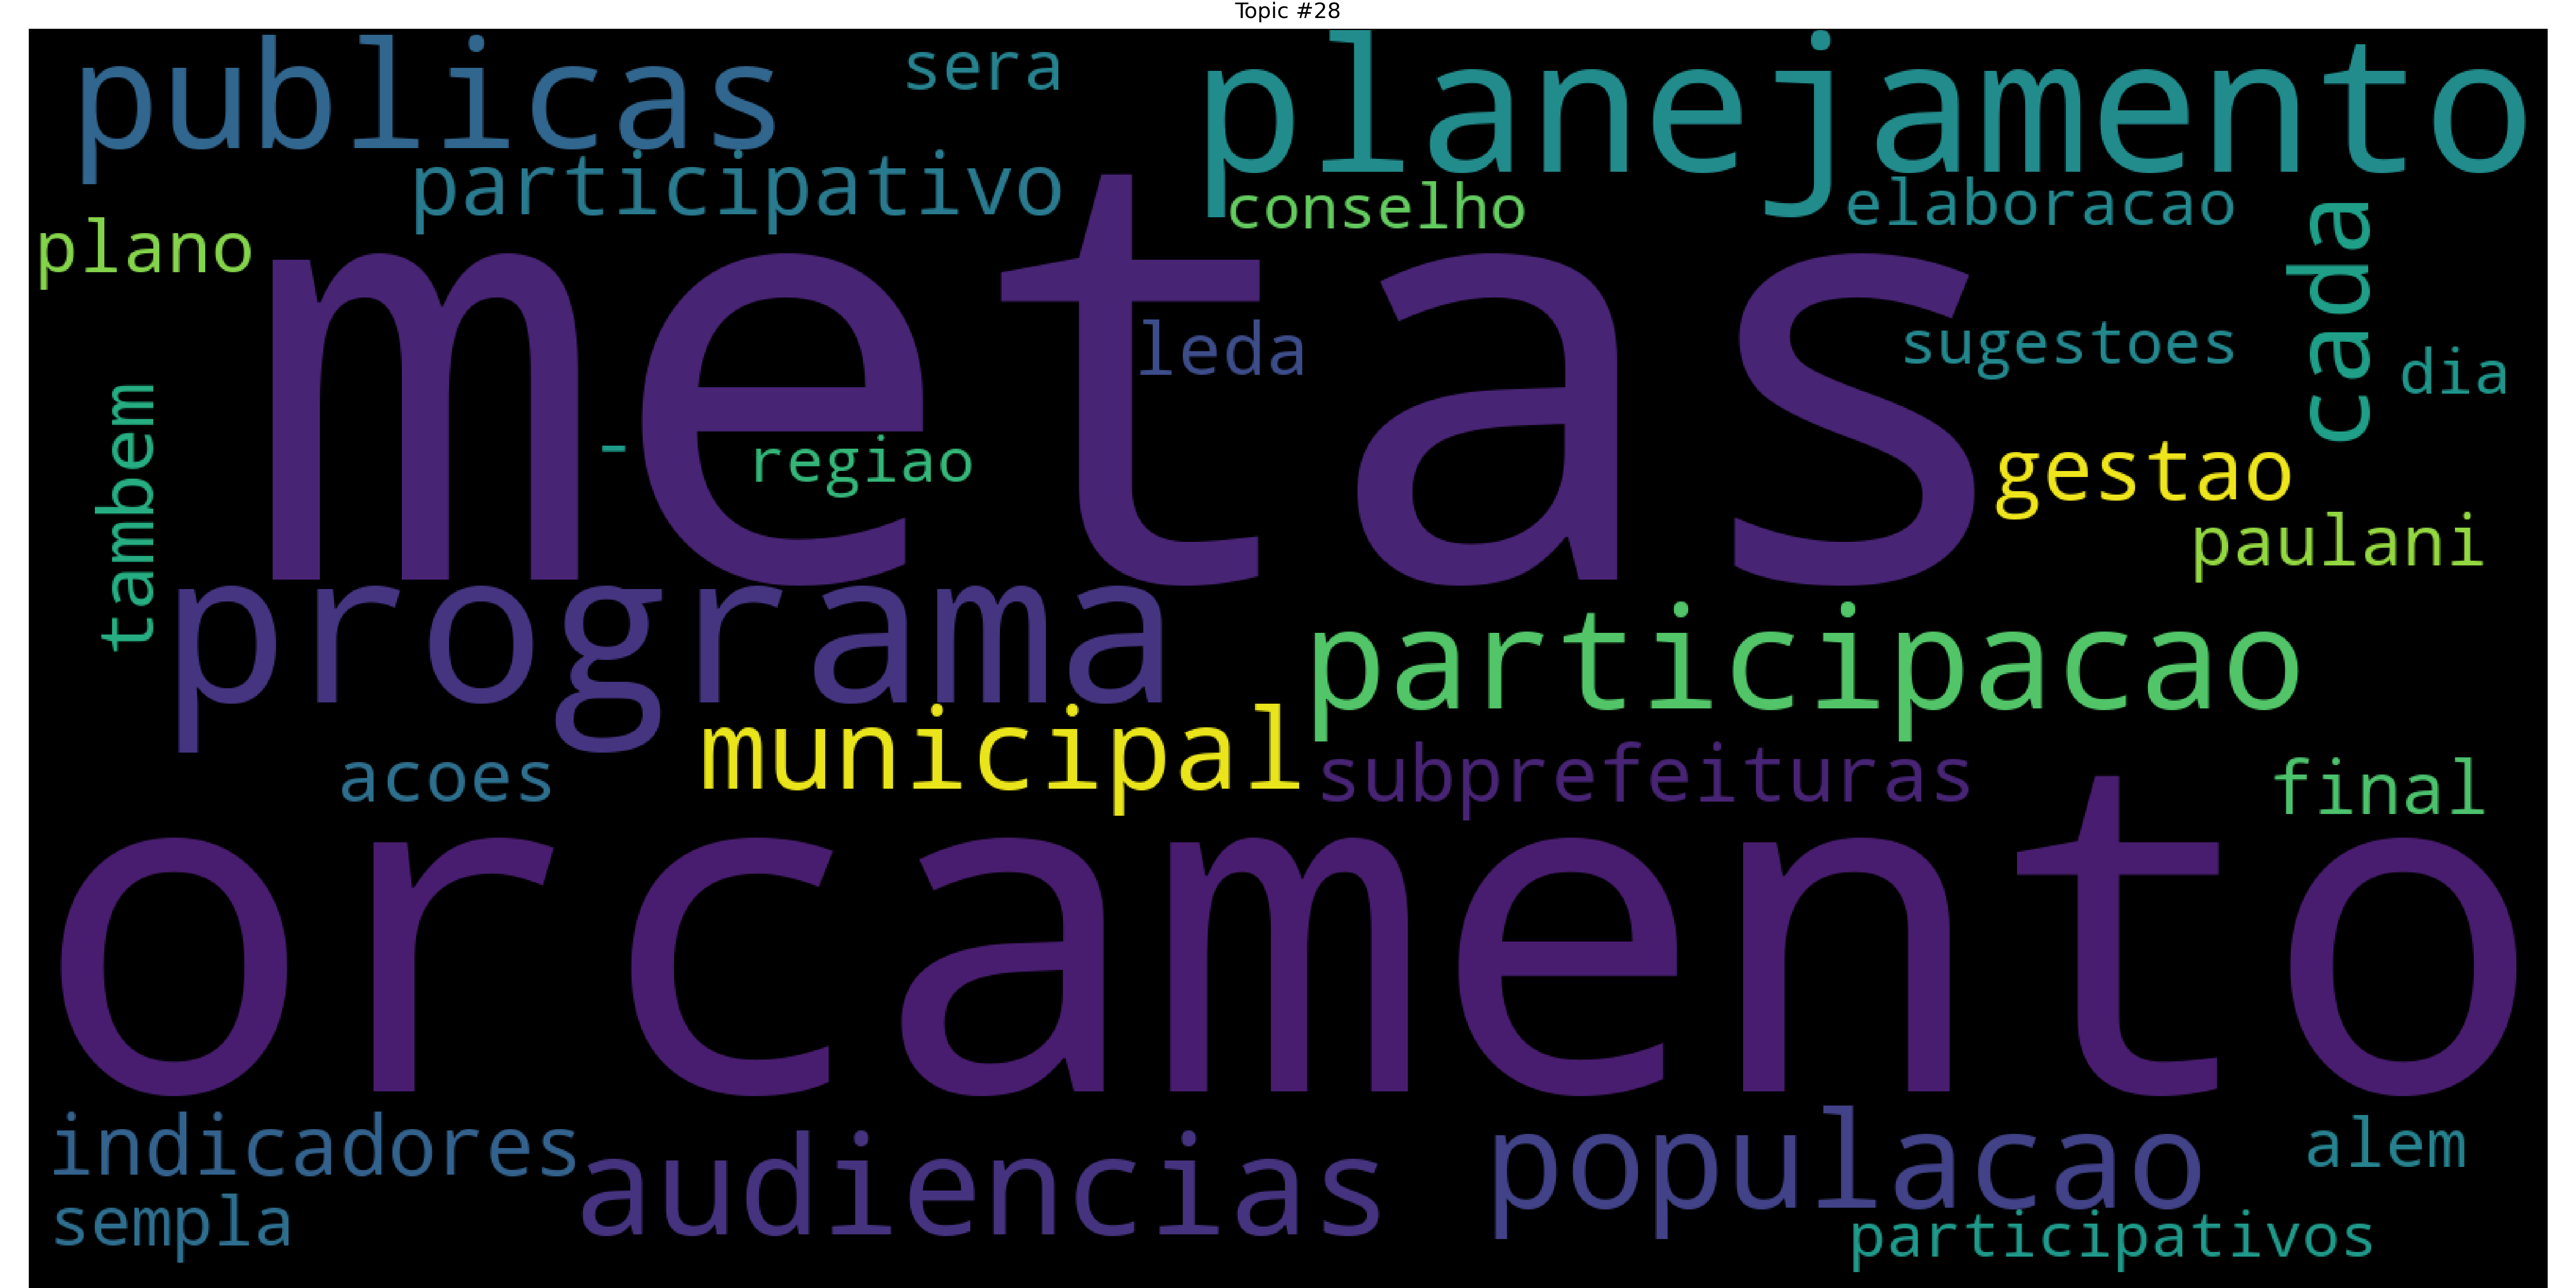 Topic #28
publicas
sera
planejamento
participativo
conselho
elaboracao
plano
metas
cada
leda
sugestoes
dia
tambem
-
regiao
gestao
paulani
programa
participacao
municipal
subprefeituras
acoes
final
orcamento
indicadores
audiencias
populacao
alem
sempla
participativos